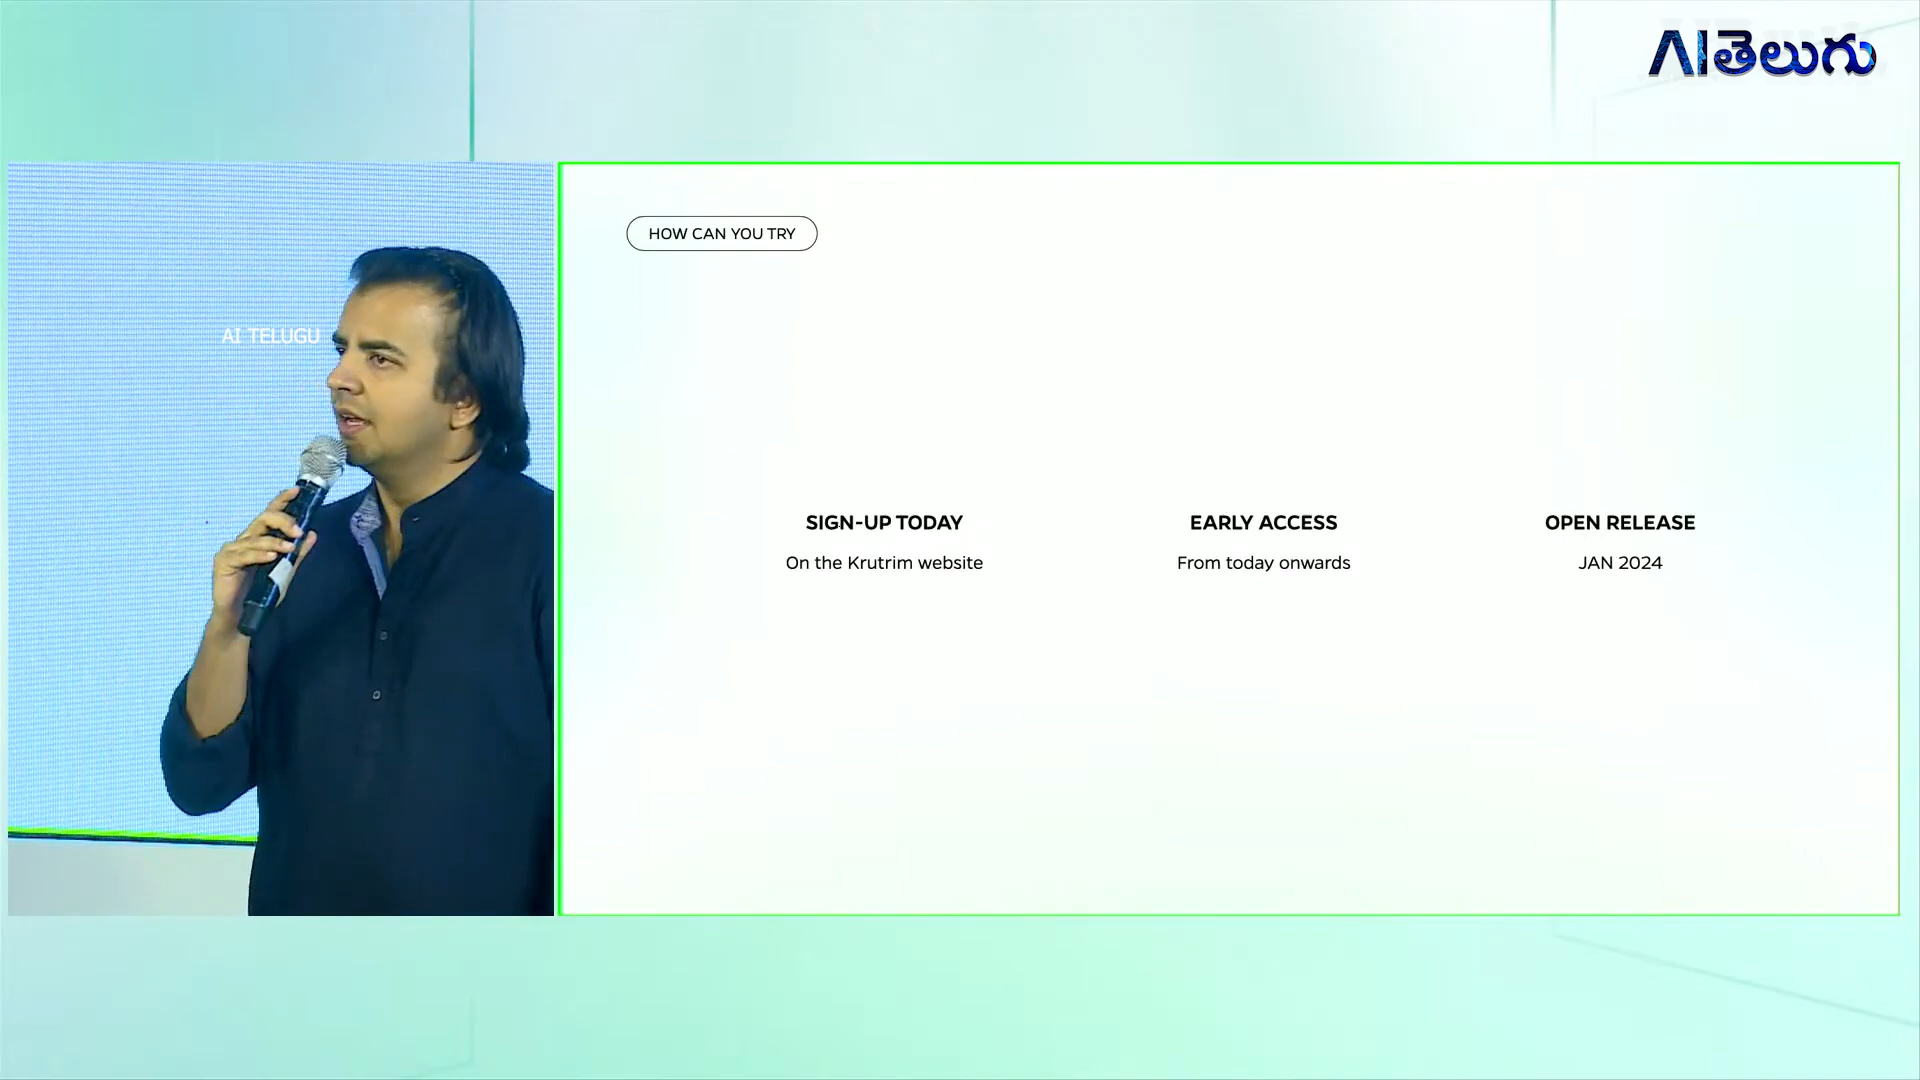 AIతెలుగు
AI TELUGU
HOW CAN YOU TRY
SIGN-UP TODAY
On the Krutrim website
EARLY ACCESS
From today onwards
OPEN RELEASE
JAN 2024